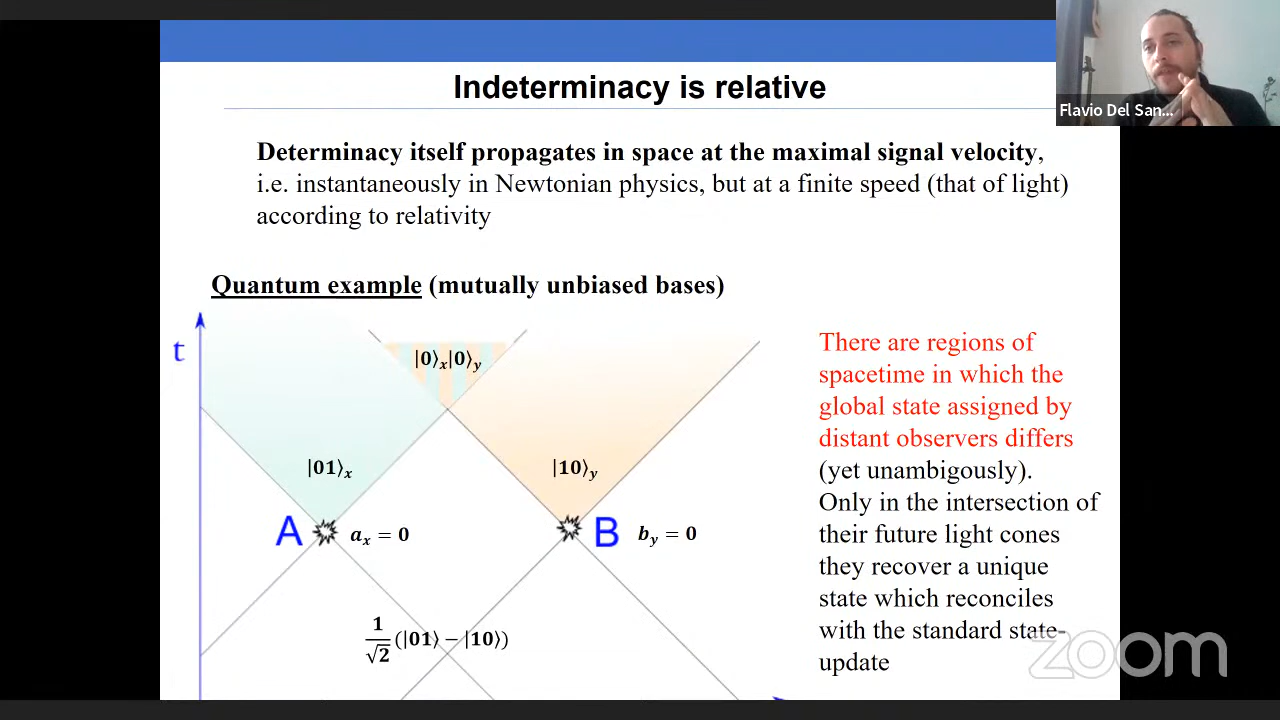 Indeterminacy is relative
Flavio Del San...
Determinacy itself propagates in space at the maximal signal velocity,
i.e. instantaneously in Newtonian physics, but at a finite speed (that of light)
according to relativity
Quantum example (mutually unbiased bases)
t
|0⟩ₓ|0⟩ᵧ
|01⟩ₓ
|10⟩ᵧ
A
aₓ = 0
B
bᵧ = 0
1/√2 (|01⟩ − |10⟩)
There are regions of
spacetime in which the
global state assigned by
distant observers differs
(yet unambigously).
Only in the intersection of
their future light cones
they recover a unique
state which reconciles
with the standard state-
update
zoom